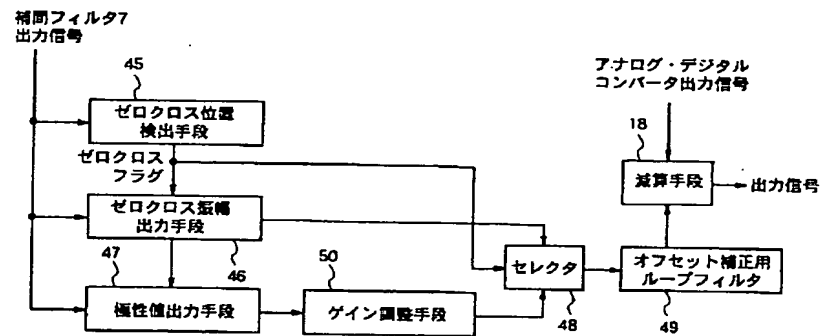 補間フィルタ7
出力信号
45
ゼロクロス位置
検出手段
ゼロクロス
フラグ
ゼロクロス振幅
出力手段
46
47
極性値出力手段
50
ゲイン調整手段
セレクタ
48
アナログ・デジタル
コンバータ出力信号
18
減算手段
出力信号
オフセット補正用
ループフィルタ
49